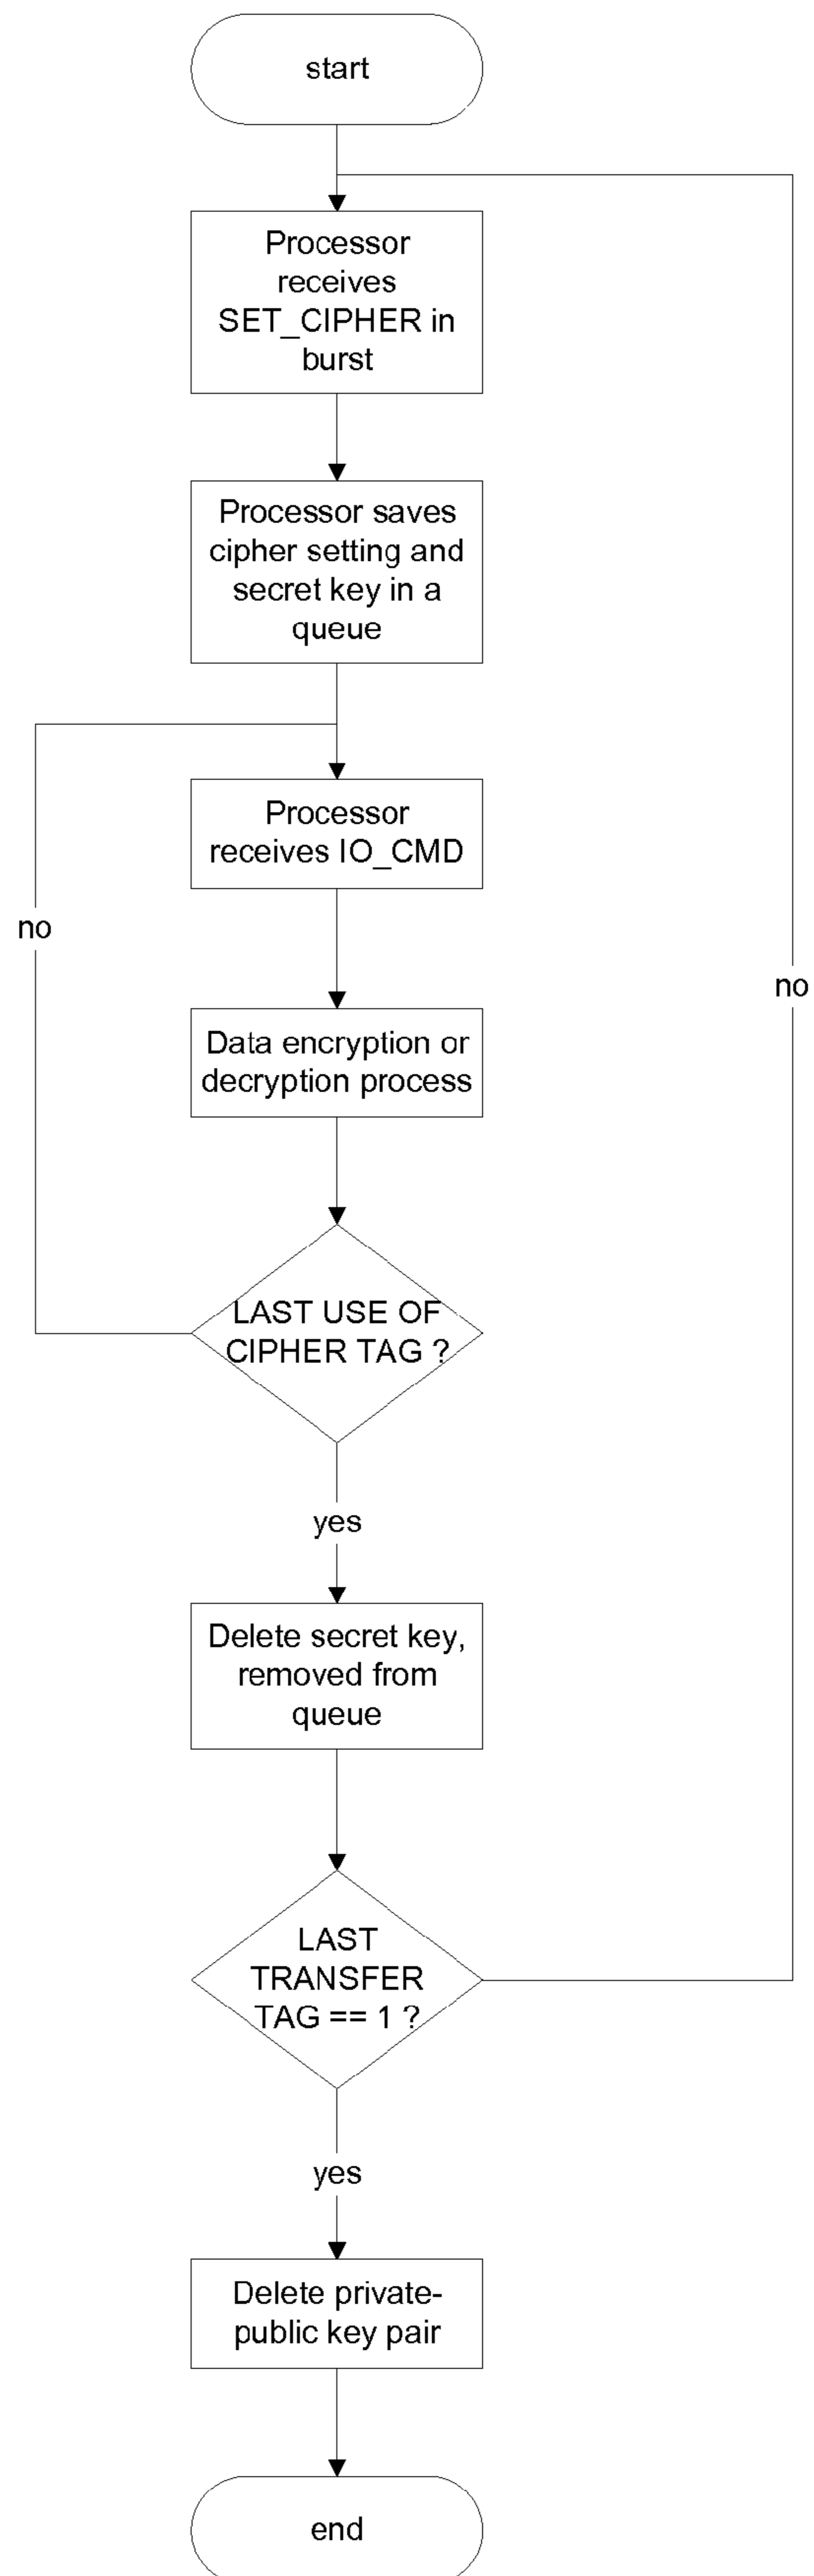 start
Processor
receives
SET_CIPHER in
burst
Processor saves
cipher setting and
secret key in a
queue
Processor
receives IO_CMD
no
no
Data encryption or
decryption process
LAST USE OF
CIPHER TAG ?
yes
Delete secret key,
removed from
queue
LAST
TRANSFER
TAG == 1 ?
yes
Delete private-
public key pair
end